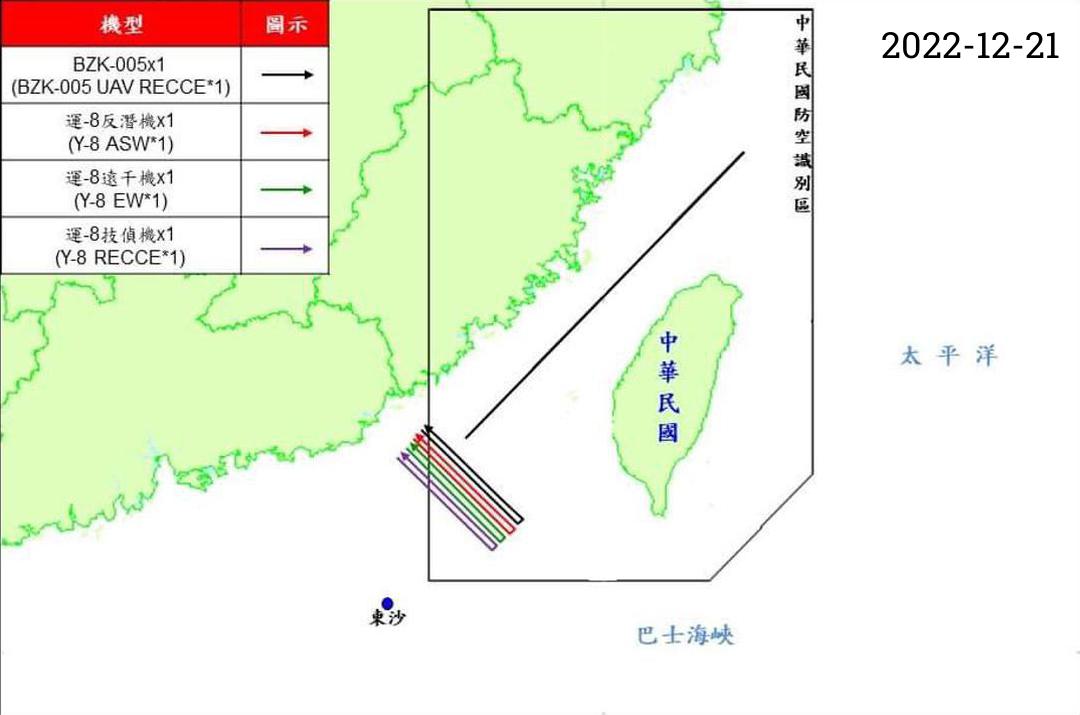 機型 圖示
BZK-005x1
(BZK-005 UAV RECCE*1)
運-8反潛機x1
(Y-8 ASW*1)
運-8遠干機x1
(Y-8 EW*1)
運-8技偵機x1
(Y-8 RECCE*1)
中華民國防空識別區
2022-12-21
中華民國
太平洋
東沙
巴士海峽